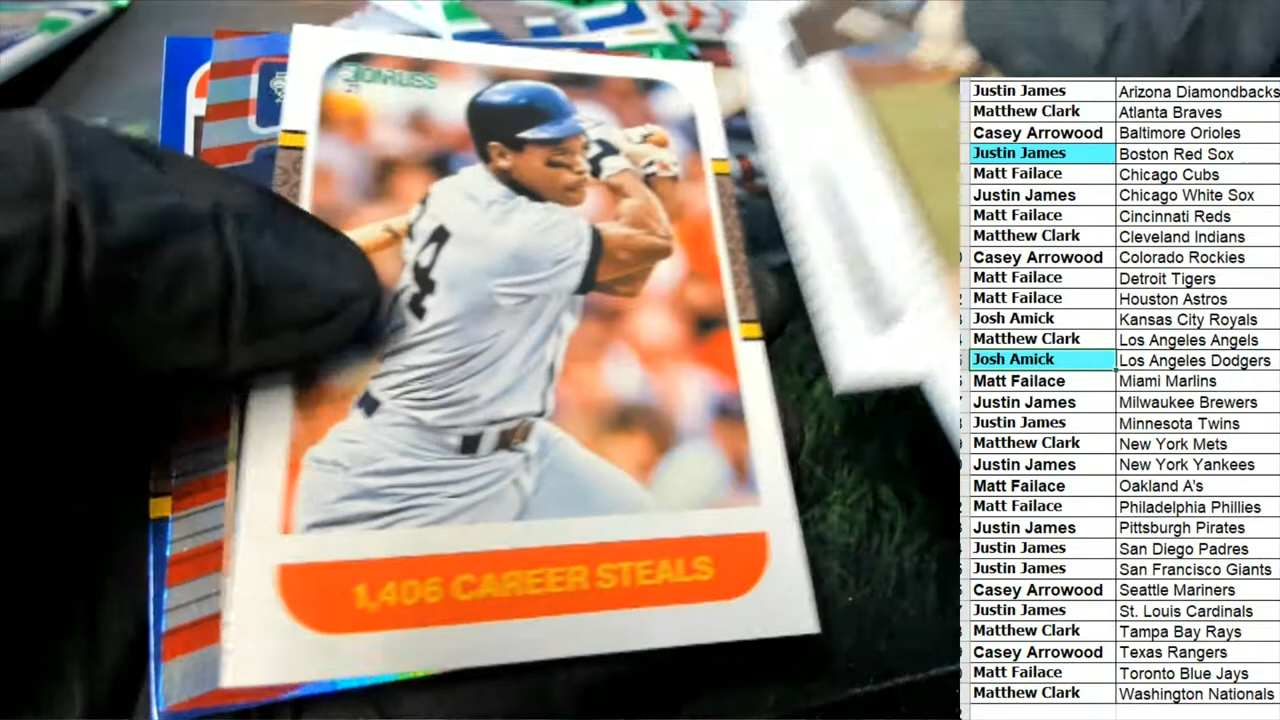 DONRUSS
24
1,406 CAREER STEALS
Justin James Arizona Diamondbacks
Matthew Clark Atlanta Braves
Casey Arrowood Baltimore Orioles
Justin James Boston Red Sox
Matt Failace Chicago Cubs
Justin James Chicago White Sox
Matt Failace Cincinnati Reds
Matthew Clark Cleveland Indians
Casey Arrowood Colorado Rockies
Matt Failace Detroit Tigers
Matt Failace Houston Astros
Josh Amick Kansas City Royals
Matthew Clark Los Angeles Angels
Josh Amick Los Angeles Dodgers
Matt Failace Miami Marlins
Justin James Milwaukee Brewers
Justin James Minnesota Twins
Matthew Clark New York Mets
Justin James New York Yankees
Matt Failace Oakland A's
Matt Failace Philadelphia Phillies
Justin James Pittsburgh Pirates
Justin James San Diego Padres
Justin James San Francisco Giants
Casey Arrowood Seattle Mariners
Justin James St. Louis Cardinals
Matthew Clark Tampa Bay Rays
Casey Arrowood Texas Rangers
Matt Failace Toronto Blue Jays
Matthew Clark Washington Nationals